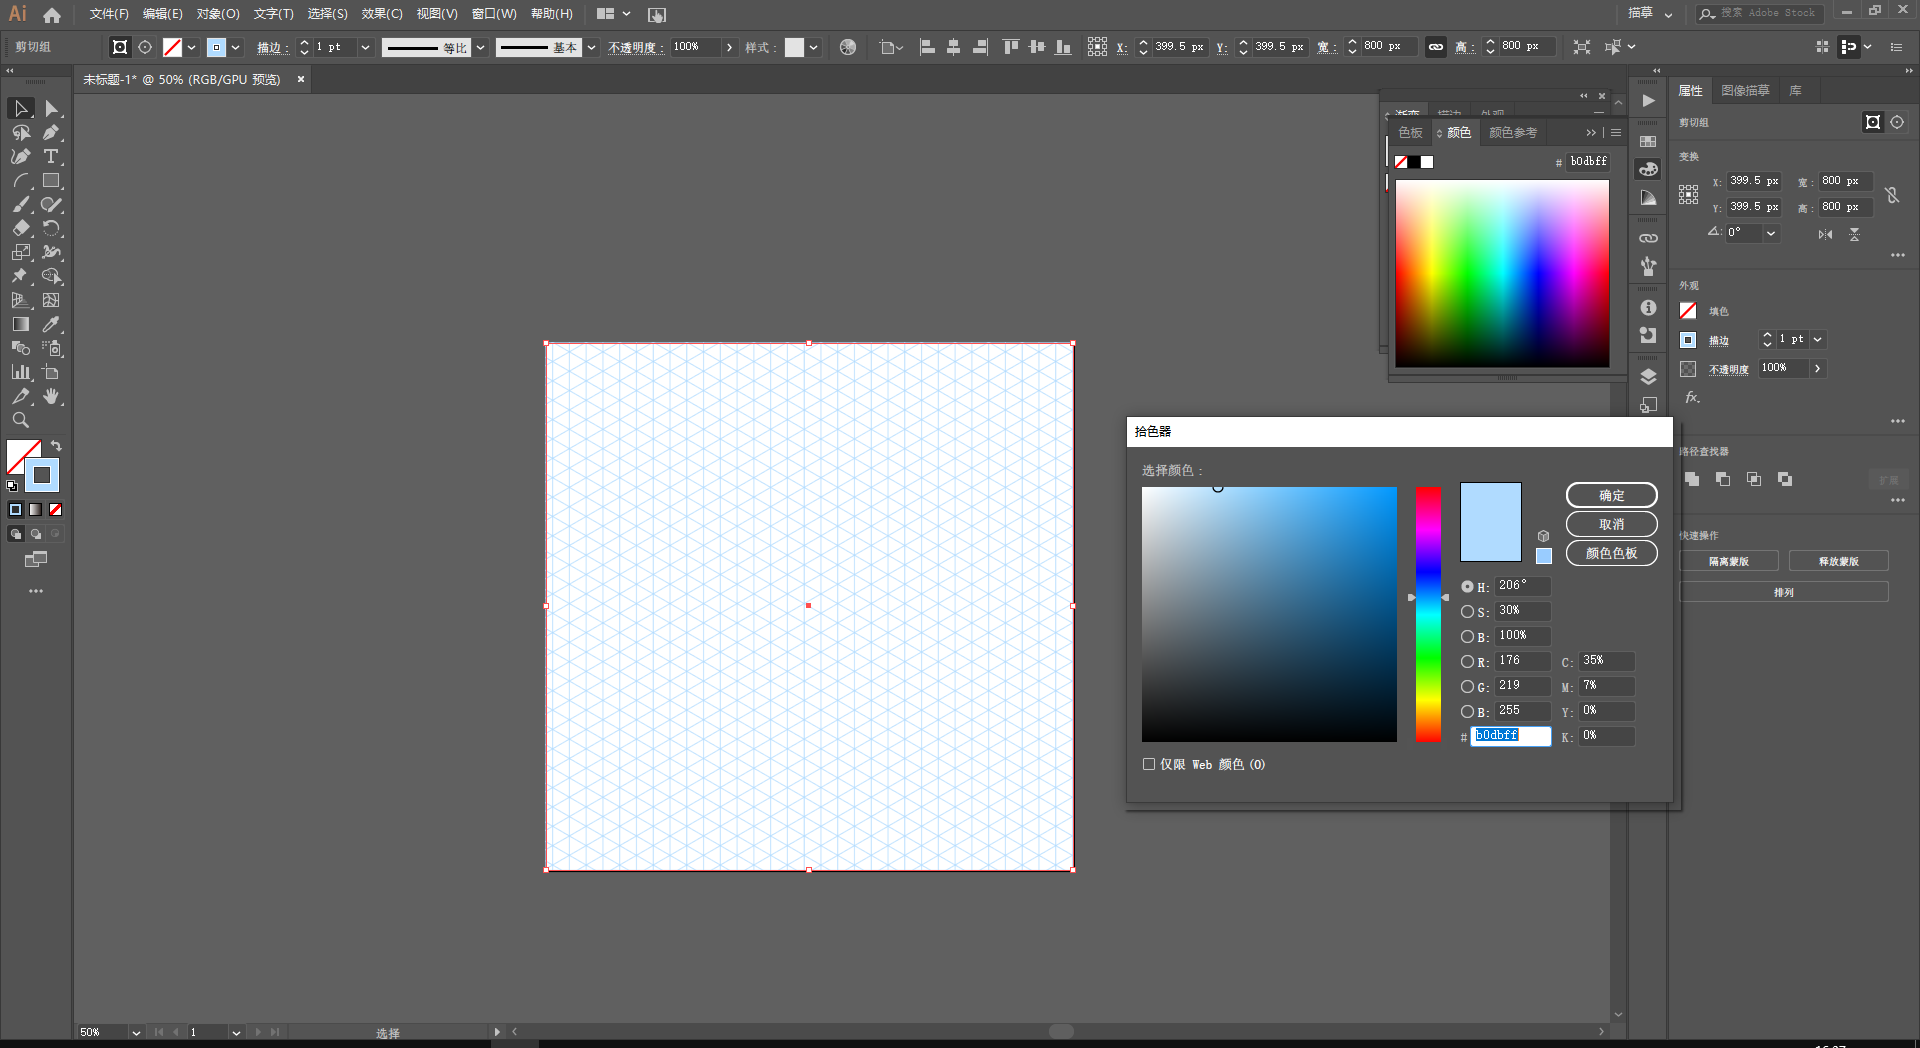 Ai 文件(F) 编辑(E) 对象(O) 文字(T) 选择(S) 效果(C) 视图(V) 窗口(W) 帮助(H) 描摹 搜索 Adobe Stock
剪切组 描边: 1 pt 等比 基本 不透明度: 100% 样式: X: 399.5 px Y: 399.5 px 宽: 800 px 高: 800 px
未标题-1* @ 50% (RGB/GPU 预览) ×
渐变 描边 外观
色板 颜色 颜色参考
# b0dbff
属性 图像描摹 库
剪切组
变换
X: 399.5 px 宽: 800 px
Y: 399.5 px 高: 800 px
0°
外观
填色
描边 1 pt
不透明度 100%
fx.
路径查找器
扩展
快速操作
隔离蒙版 释放蒙版
排列
拾色器
选择颜色:
确定
取消
颜色色板
H: 206°
S: 30%
B: 100%
R: 176 C: 35%
G: 219 M: 7%
B: 255 Y: 0%
# b0dbff K: 0%
仅限 Web 颜色(O)
50% 1 选择